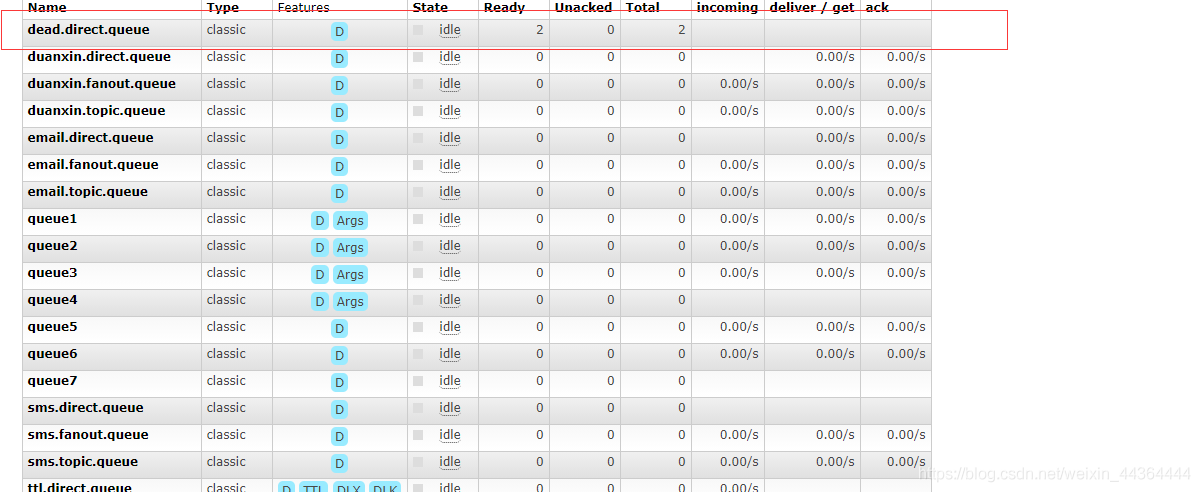 Name Type Features State Ready Unacked Total incoming deliver / get ack
dead.direct.queue classic D idle 2 0 2
duanxin.direct.queue classic D idle 0 0 0 0.00/s 0.00/s
duanxin.fanout.queue classic D idle 0 0 0 0.00/s 0.00/s 0.00/s
duanxin.topic.queue classic D idle 0 0 0 0.00/s 0.00/s 0.00/s
email.direct.queue classic D idle 0 0 0 0.00/s 0.00/s
email.fanout.queue classic D idle 0 0 0 0.00/s 0.00/s 0.00/s
email.topic.queue classic D idle 0 0 0 0.00/s 0.00/s 0.00/s
queue1 classic D Args idle 0 0 0 0.00/s 0.00/s 0.00/s
queue2 classic D Args idle 0 0 0 0.00/s 0.00/s 0.00/s
queue3 classic D Args idle 0 0 0 0.00/s 0.00/s 0.00/s
queue4 classic D Args idle 0 0 0 0.00/s
queue5 classic D idle 0 0 0 0.00/s 0.00/s 0.00/s
queue6 classic D idle 0 0 0 0.00/s 0.00/s 0.00/s
queue7 classic D idle 0 0 0
sms.direct.queue classic D idle 0 0 0
sms.fanout.queue classic D idle 0 0 0 0.00/s 0.00/s 0.00/s
sms.topic.queue classic D idle 0 0 0 0.00/s 0.00/s 0.00/s
ttl.direct.queue classic D TTL DLX DLK idle 0 0 0 0.00/s
https://blog.csdn.net/weixin_44364444